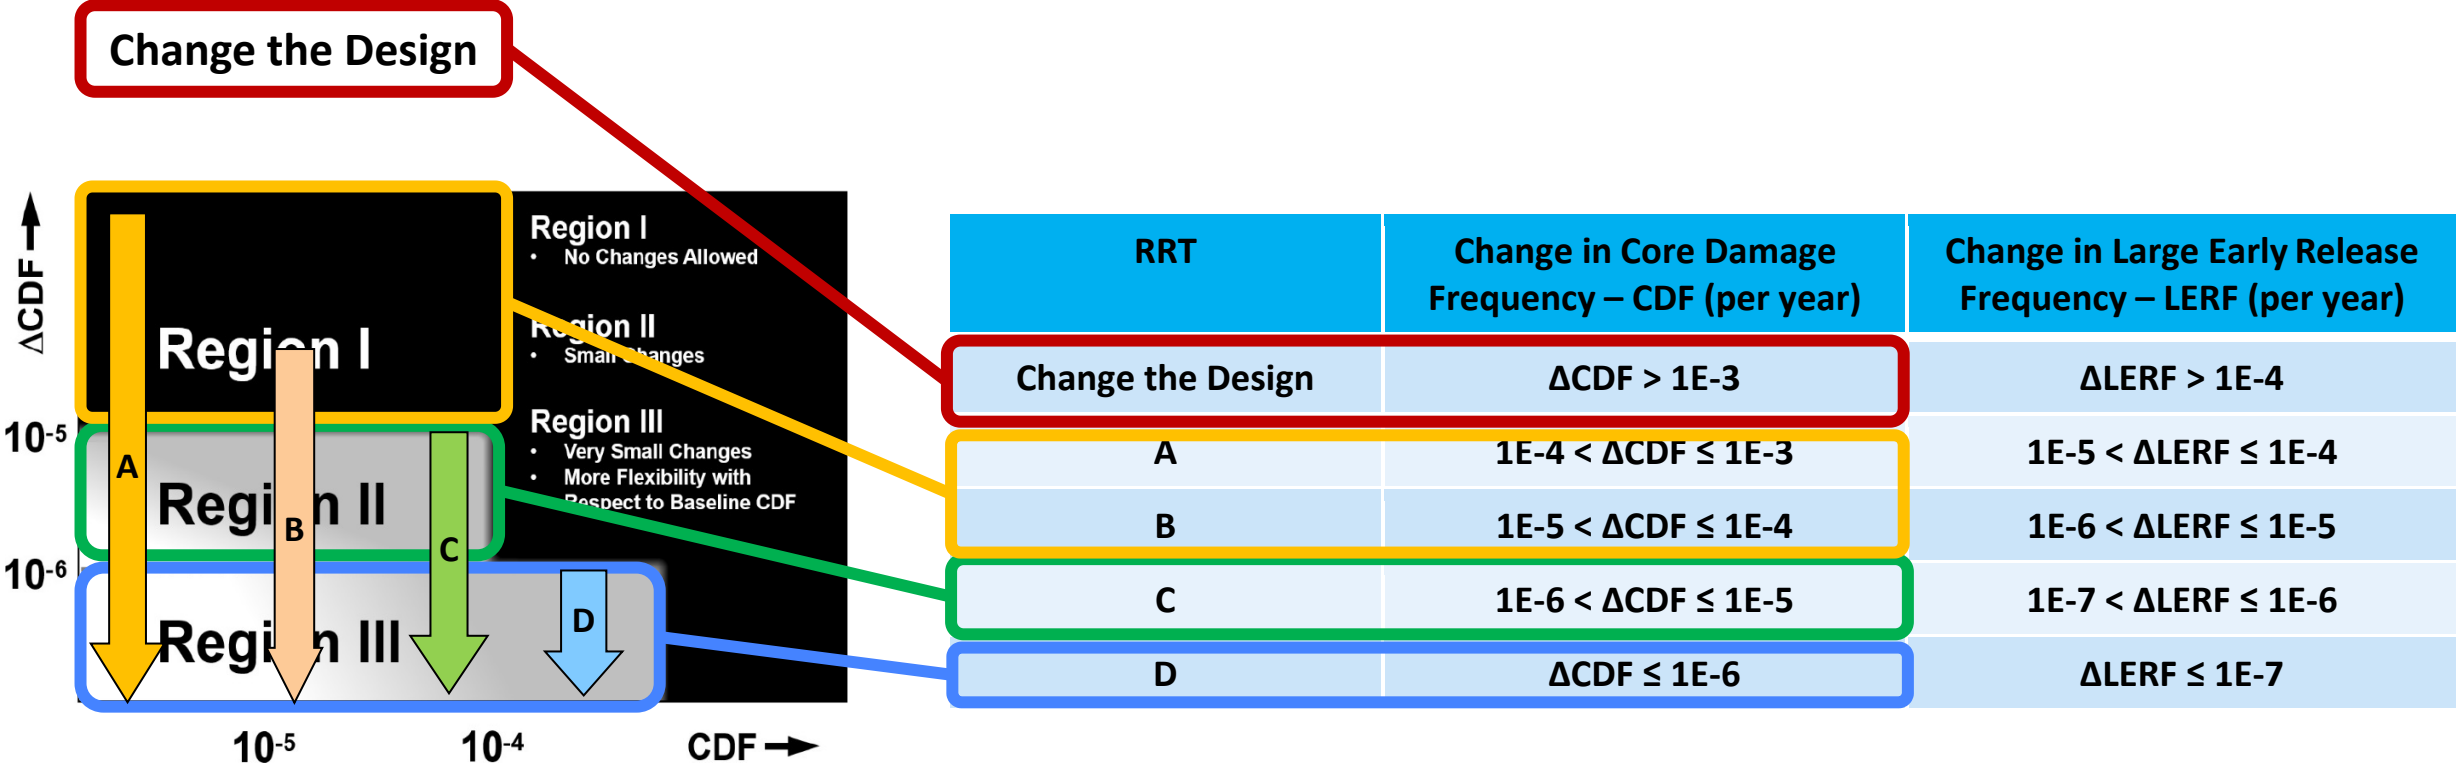 Change the Design
ΔCDF
Region I
• No Changes Allowed
Region II
• Small Changes
Region III
• Very Small Changes
• More Flexibility with
Respect to Baseline CDF
Region I
10-5
A
Region II
B
C
10-6
D
Region III
10-5
10-4
CDF
RRT
Change in Core Damage
Frequency – CDF (per year)
Change in Large Early Release
Frequency – LERF (per year)
Change the Design
ΔCDF > 1E-3
ΔLERF > 1E-4
A
1E-4 < ΔCDF ≤ 1E-3
1E-5 < ΔLERF ≤ 1E-4
B
1E-5 < ΔCDF ≤ 1E-4
1E-6 < ΔLERF ≤ 1E-5
C
1E-6 < ΔCDF ≤ 1E-5
1E-7 < ΔLERF ≤ 1E-6
D
ΔCDF ≤ 1E-6
ΔLERF ≤ 1E-7